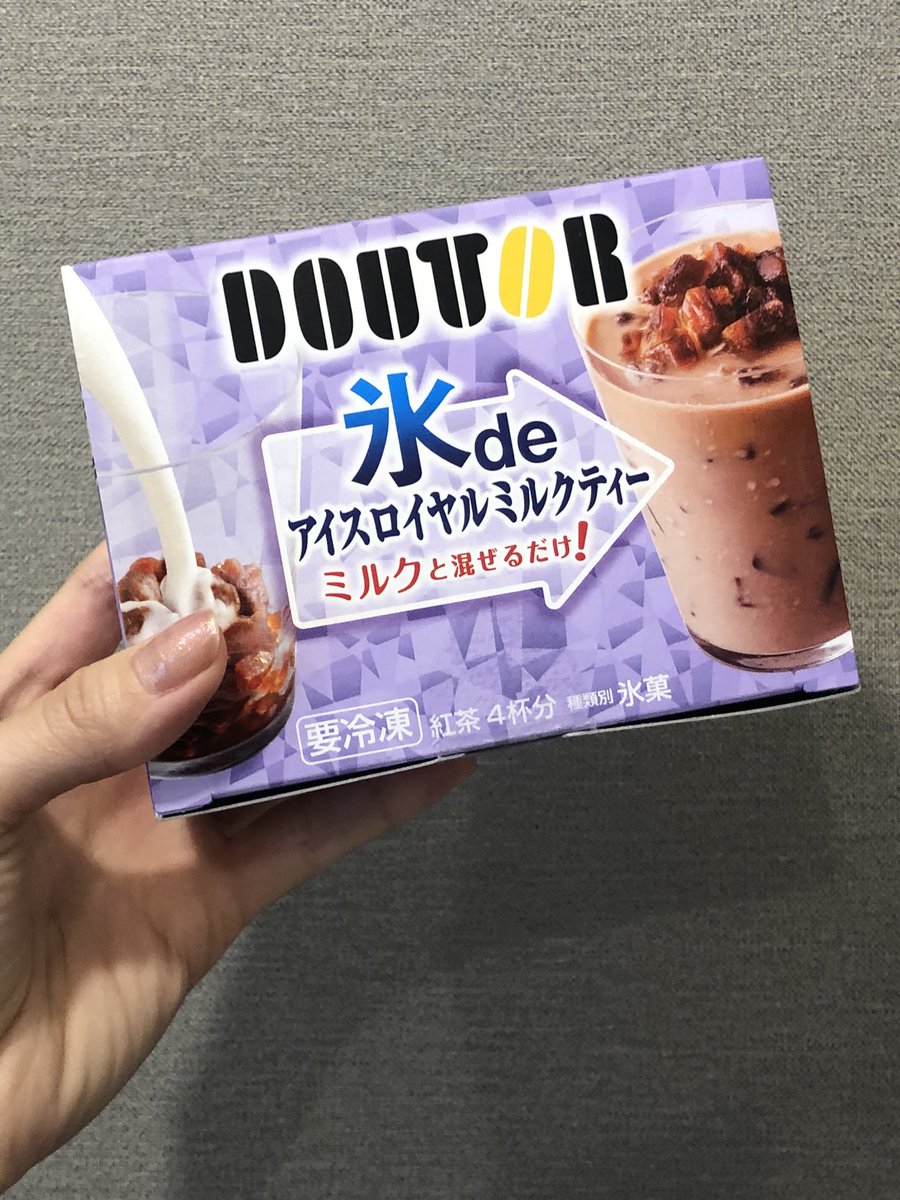 DOUTOR
氷de
アイスロイヤルミルクティー
ミルクと混ぜるだけ!
要冷凍 紅茶4杯分 種類別 氷菓